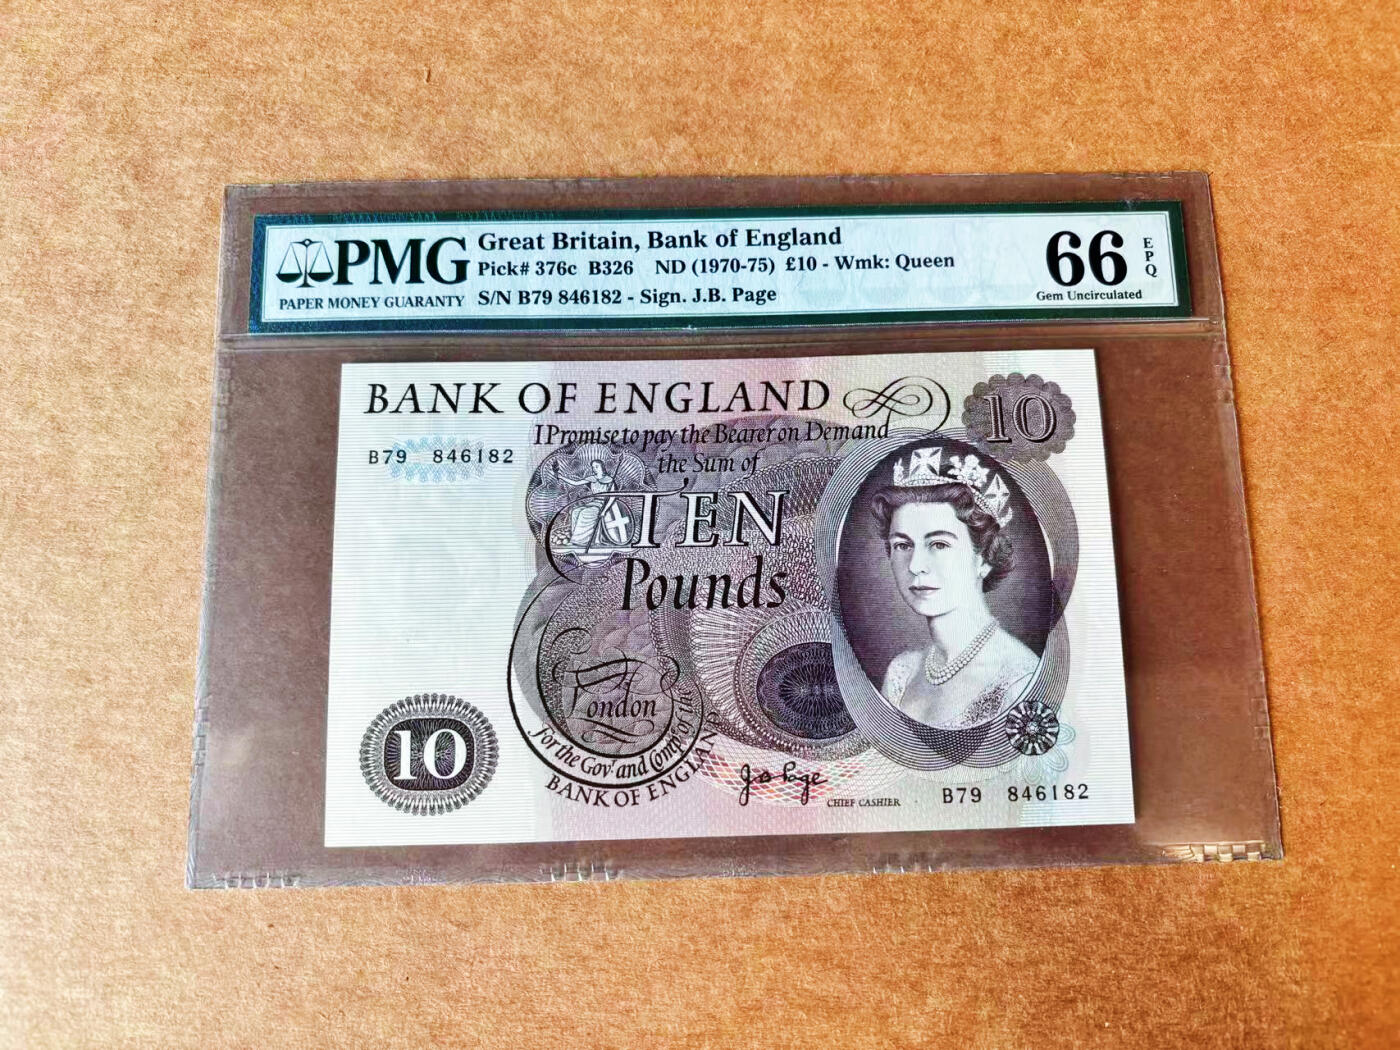 PMG
PAPER MONEY GUARANTY
Great Britain, Bank of England
Pick# 376c B326 ND (1970-75) £10 - Wmk: Queen
S/N B79 846182 - Sign. J.B. Page
66
EPQ
Gem Uncirculated
BANK OF ENGLAND
10
I Promise to pay the Bearer on Demand
the Sum of
B79 846182
TEN
Pounds
London
for the Govr and Compa of the
BANK OF ENGLAND
10
J B Page
CHIEF CASHIER
B79 846182